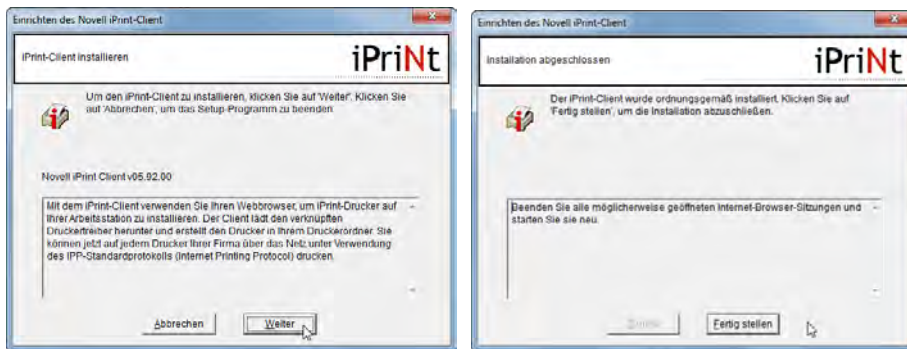 Einrichten des Novell iPrint-Client
iPrint-Client installieren
iPriNt
Um den iPrint-Client zu installieren, klicken Sie auf 'Weiter'. Klicken Sie
auf 'Abbrechen', um das Setup-Programm zu beenden.
Novell iPrint Client v05.92.00
Mit dem iPrint-Client verwenden Sie Ihren Webbrowser, um iPrint-Drucker auf
Ihrer Arbeitsstation zu installieren. Der Client lädt den verknüpften
Druckertreiber herunter und erstellt den Drucker in Ihrem Druckerordner. Sie
können jetzt auf jedem Drucker Ihrer Firma über das Netz unter Verwendung
des IPP-Standardprotokolls (Internet Printing Protocol) drucken.
Abbrechen
Weiter
Einrichten des Novell iPrint-Client
Installation abgeschlossen
iPriNt
Der iPrint-Client wurde ordnungsgemäß installiert. Klicken Sie auf
'Fertig stellen', um die Installation abzuschließen.
Beenden Sie alle möglicherweise geöffneten Internet-Browser-Sitzungen und
starten Sie sie neu.
Fertig stellen